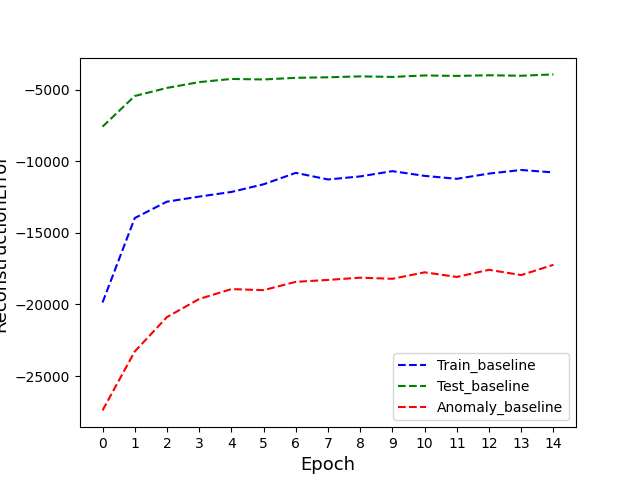 −5000
−10000
−15000
−20000
−25000
ReconstructionError
0 1 2 3 4 5 6 7 8 9 10 11 12 13 14
Epoch
Train_baseline
Test_baseline
Anomaly_baseline